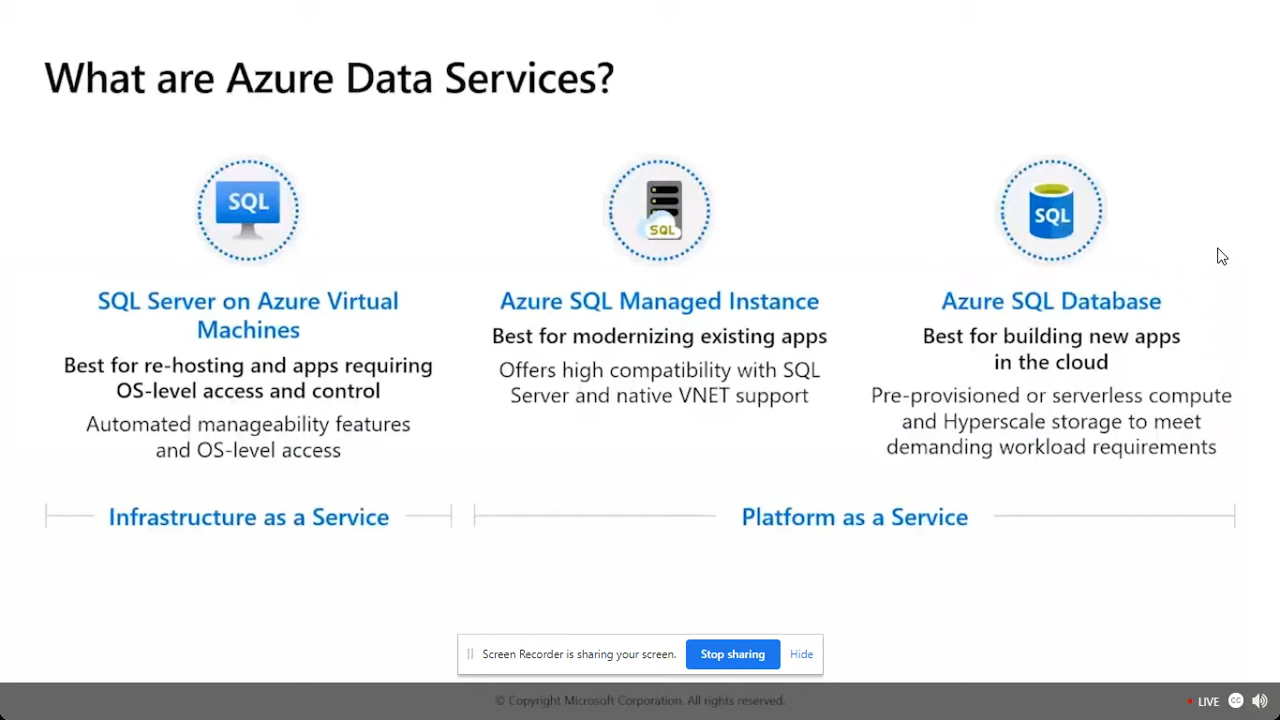 What are Azure Data Services?
SQL
SQL
SQL
SQL Server on Azure Virtual
Machines
Best for re-hosting and apps requiring
OS-level access and control
Automated manageability features
and OS-level access
Azure SQL Managed Instance
Best for modernizing existing apps
Offers high compatibility with SQL
Server and native VNET support
Azure SQL Database
Best for building new apps
in the cloud
Pre-provisioned or serverless compute
and Hyperscale storage to meet
demanding workload requirements
Infrastructure as a Service
Platform as a Service
Screen Recorder is sharing your screen.
Stop sharing
Hide
© Copyright Microsoft Corporation. All rights reserved.
LIVE
CC